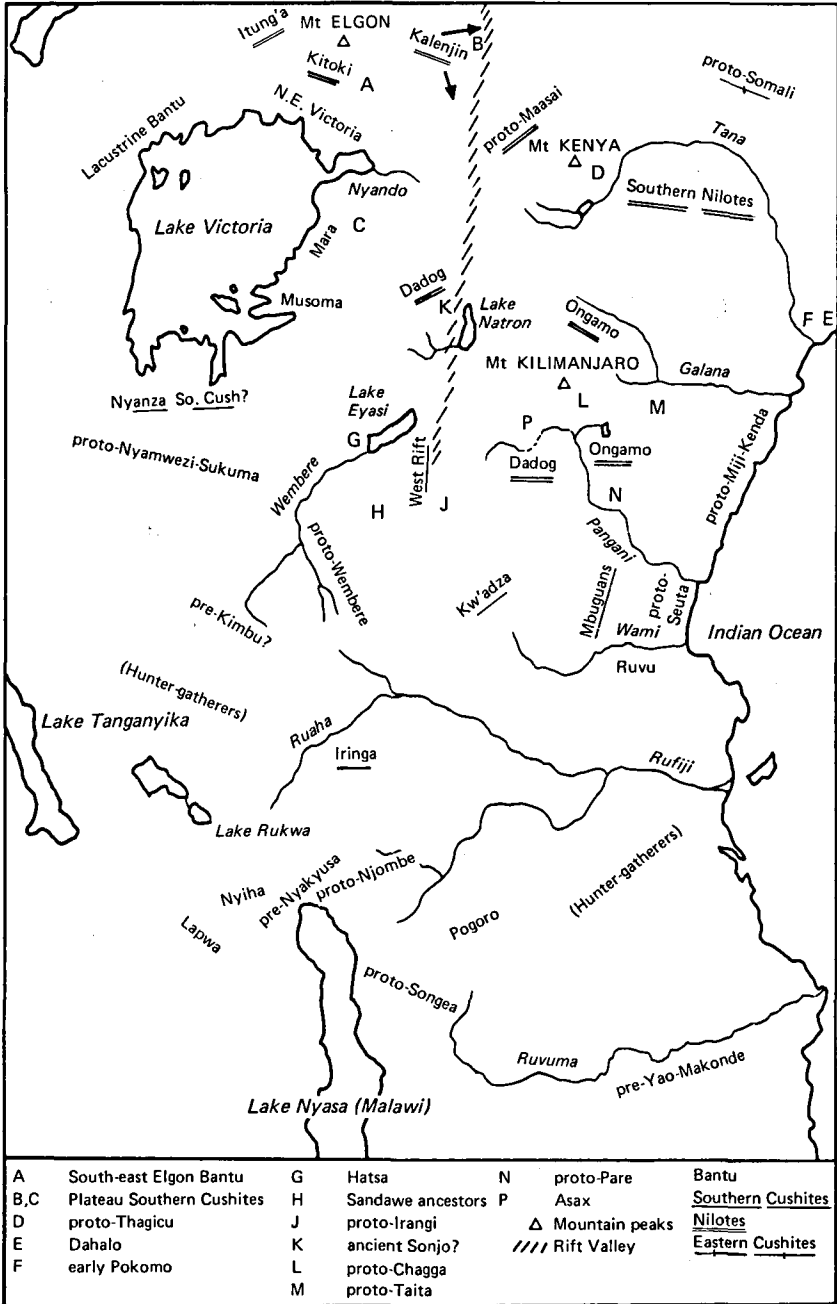 Itung'a
Mt ELGON
Kalenjin
B
Kitoki
A
proto-Somali
Lacustrine Bantu
N.E. Victoria
proto-Maasai
Mt KENYA
D
Tana
Nyando
Southern Nilotes
Lake Victoria
Mara
C
Dadog
K
Musoma
Lake
Natron
Ongamo
F E
Mt KILIMANJARO
Galana
L
M
Nyanza So. Cush?
Lake
Eyasi
G
P
proto-Nyamwezi-Sukuma
Wembere
West Rift
Dadog
Ongamo
proto-Miji-Kenda
H
J
N
proto-Wembere
Pangani
pre-Kimbu?
Kw'adza
Mbuguans
proto-
Seuta
Wami
Indian Ocean
Ruvu
(Hunter-gatherers)
Lake Tanganyika
Ruaha
Iringa
Rufiji
Lake Rukwa
Nyiha
pre-Nyakyusa
proto-Njombe
(Hunter-gatherers)
Lapwa
Pogoro
proto-Songea
Ruvuma
pre-Yao-Makonde
Lake Nyasa (Malawi)
A South-east Elgon Bantu G Hatsa N proto-Pare Bantu
B,C Plateau Southern Cushites H Sandawe ancestors P Asax Southern Cushites
D proto-Thagicu J proto-Irangi Mountain peaks Nilotes
E Dahalo K ancient Sonjo? Rift Valley Eastern Cushites
F early Pokomo L proto-Chagga
M proto-Taita